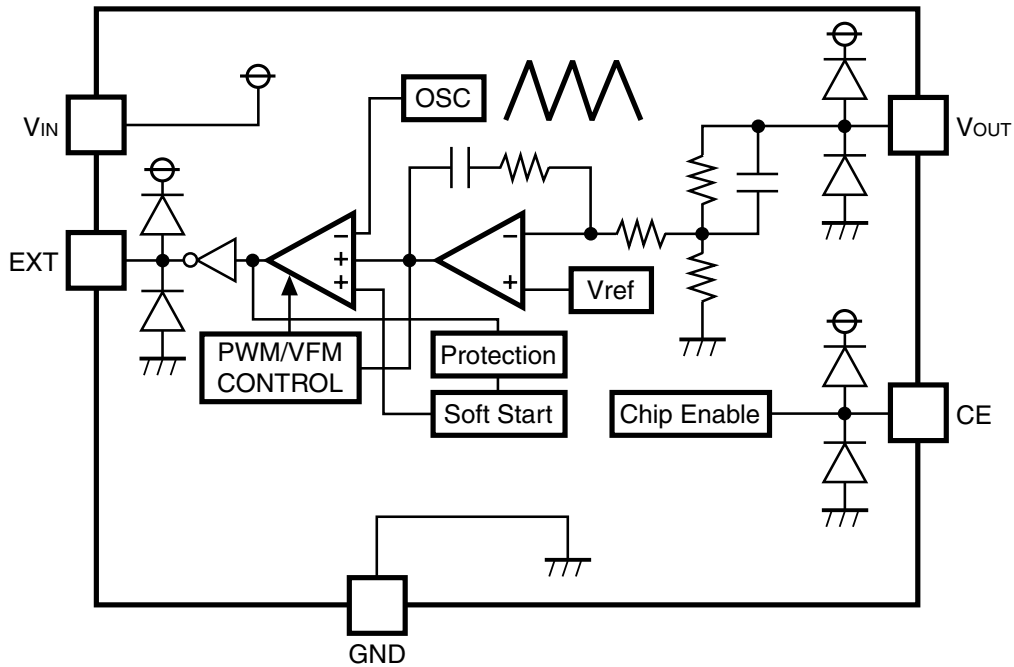 OSC
VIN
VOUT
EXT
−
+
+
−
+
Vref
PWM/VFM
CONTROL
Protection
Soft Start
Chip Enable
CE
GND